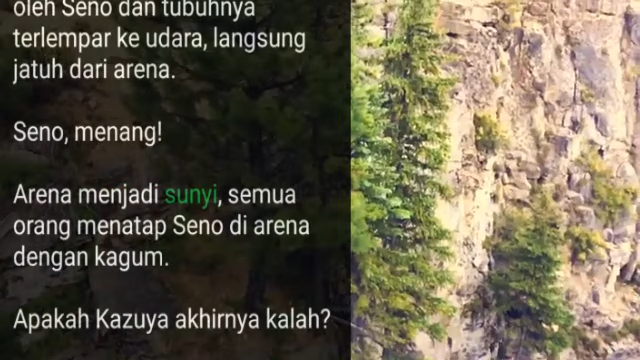 oleh Seno dan tubuhnya
terlempar ke udara, langsung
jatuh dari arena.
Seno, menang!
Arena menjadi sunyi, semua
orang menatap Seno di arena
dengan kagum.
Apakah Kazuya akhirnya kalah?